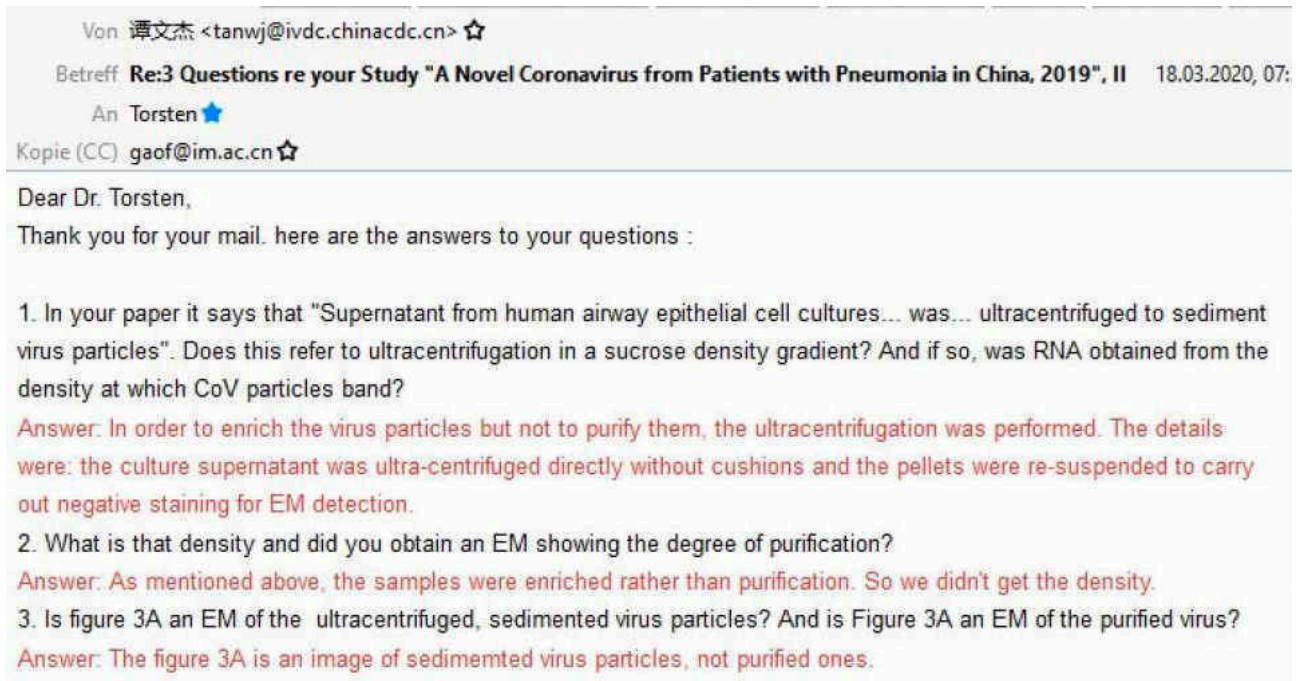 Von 谭文杰 <tanwj@ivdc.chinacdc.cn>
Betreff Re:3 Questions re your Study "A Novel Coronavirus from Patients with Pneumonia in China, 2019", II 18.03.2020, 07:
An Torsten
Kopie (CC) gaof@im.ac.cn
Dear Dr. Torsten,
Thank you for your mail. here are the answers to your questions :
1. In your paper it says that "Supernatant from human airway epithelial cell cultures... was... ultracentrifuged to sediment
virus particles". Does this refer to ultracentrifugation in a sucrose density gradient? And if so, was RNA obtained from the
density at which CoV particles band?
Answer: In order to enrich the virus particles but not to purify them, the ultracentrifugation was performed. The details
were: the culture supernatant was ultra-centrifuged directly without cushions and the pellets were re-suspended to carry
out negative staining for EM detection.
2. What is that density and did you obtain an EM showing the degree of purification?
Answer: As mentioned above, the samples were enriched rather than purification. So we didn't get the density.
3. Is figure 3A an EM of the ultracentrifuged, sedimented virus particles? And is Figure 3A an EM of the purified virus?
Answer: The figure 3A is an image of sedimemted virus particles, not purified ones.